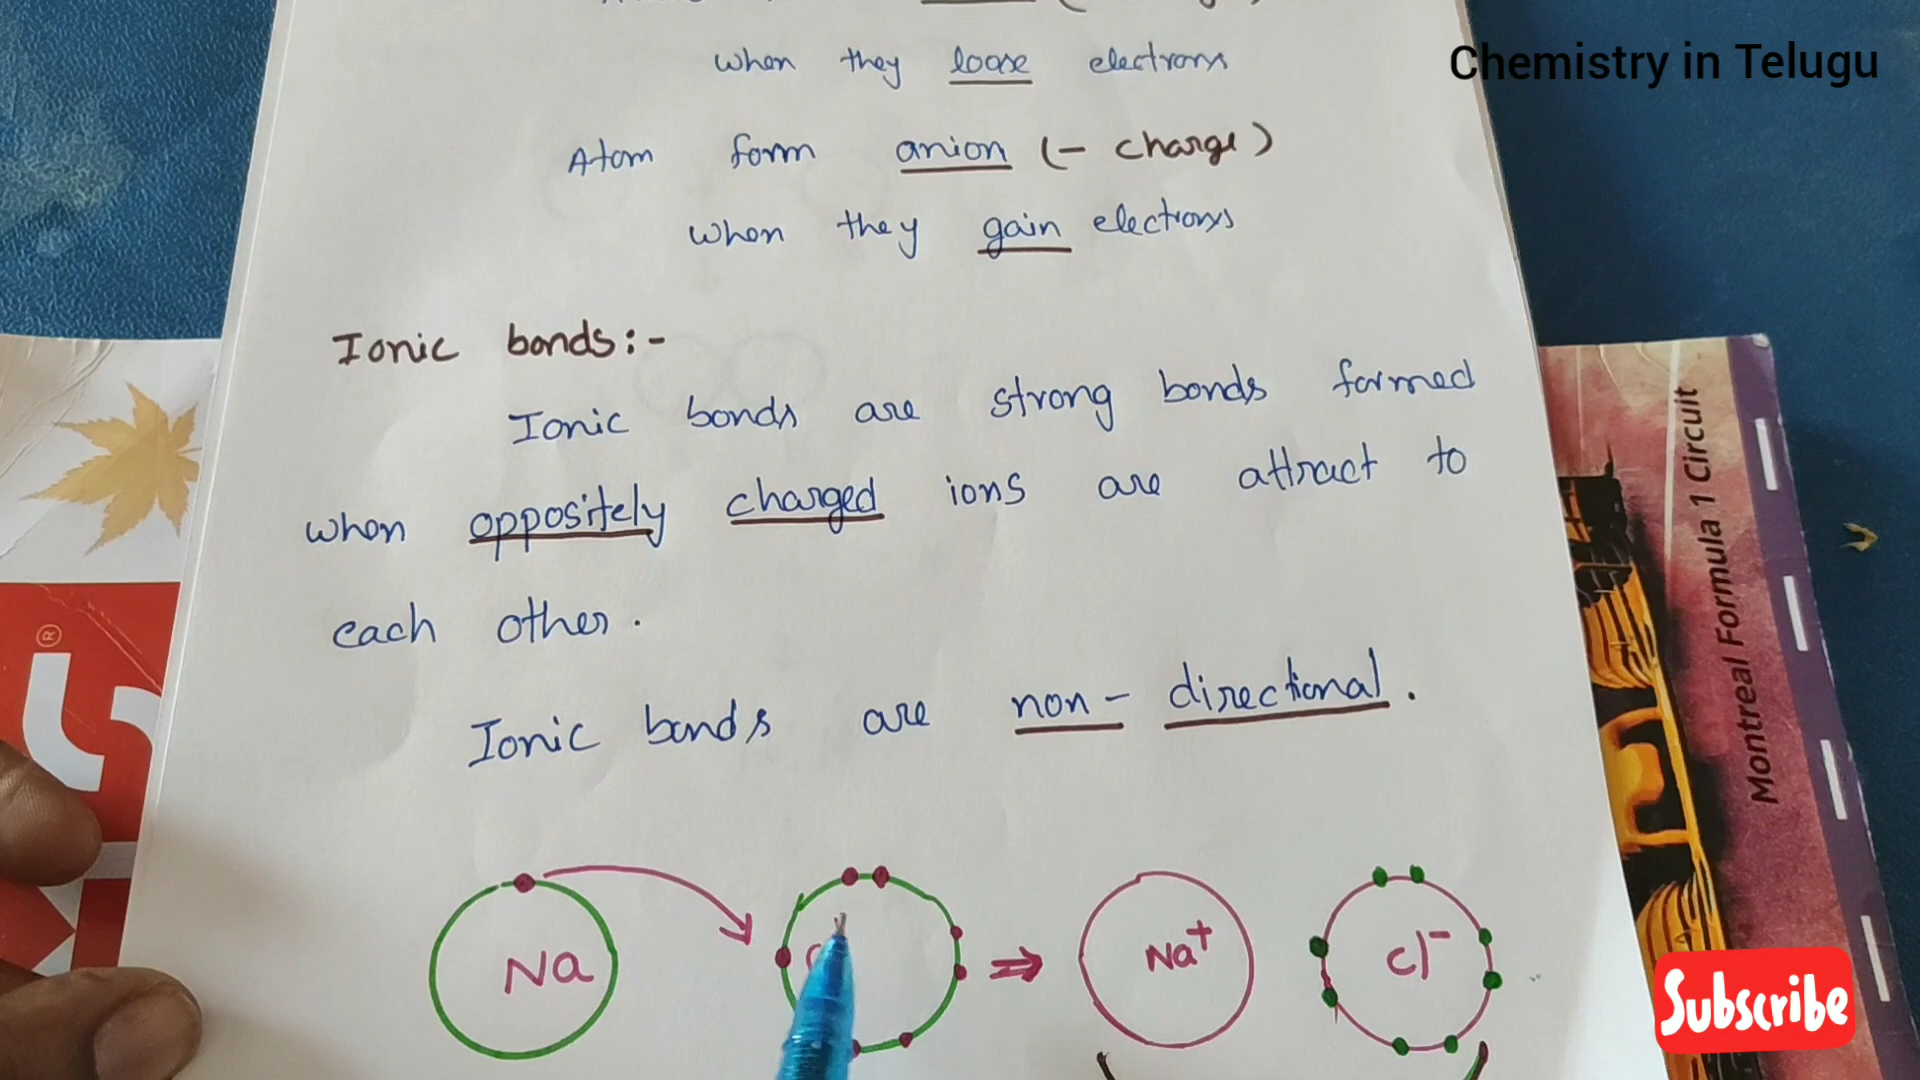 when they loose electrons
Chemistry in Telugu
Atom form anion (- charge)
when they gain electrons
Ionic bonds:-
Ionic bonds are strong bonds formed
when oppositely charged ions are attract to
each other.
Ionic bonds are non-directional.
Na
Na+
Cl-
Montreal Formula 1 Circuit
Subscribe
®